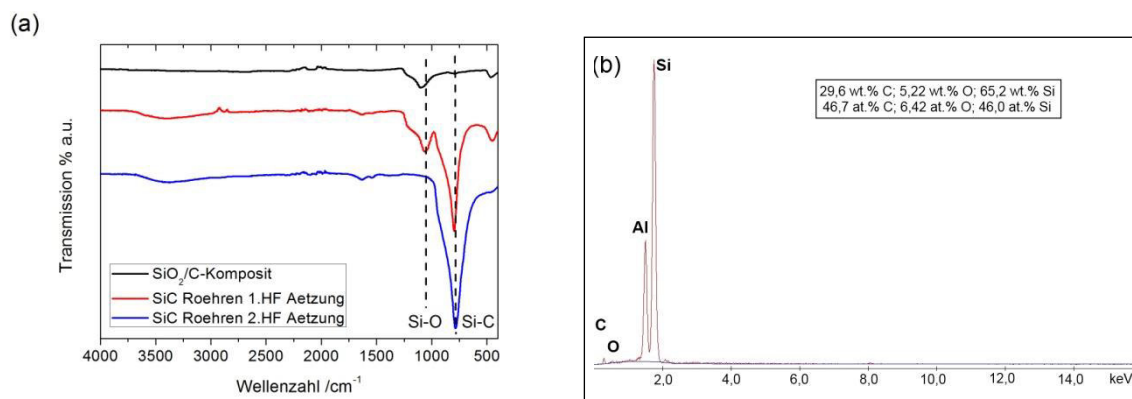 (a)
Transmission % a.u.
SiO₂/C-Komposit
SiC Roehren 1.HF Aetzung
SiC Roehren 2.HF Aetzung
Si-O
Si-C
4000 3500 3000 2500 2000 1500 1000 500
Wellenzahl /cm⁻¹
(b)
Si
29,6 wt.% C; 5,22 wt.% O; 65,2 wt.% Si
46,7 at.% C; 6,42 at.% O; 46,0 at.% Si
Al
C
O
2,0 4,0 6,0 8,0 10,0 12,0 14,0 keV